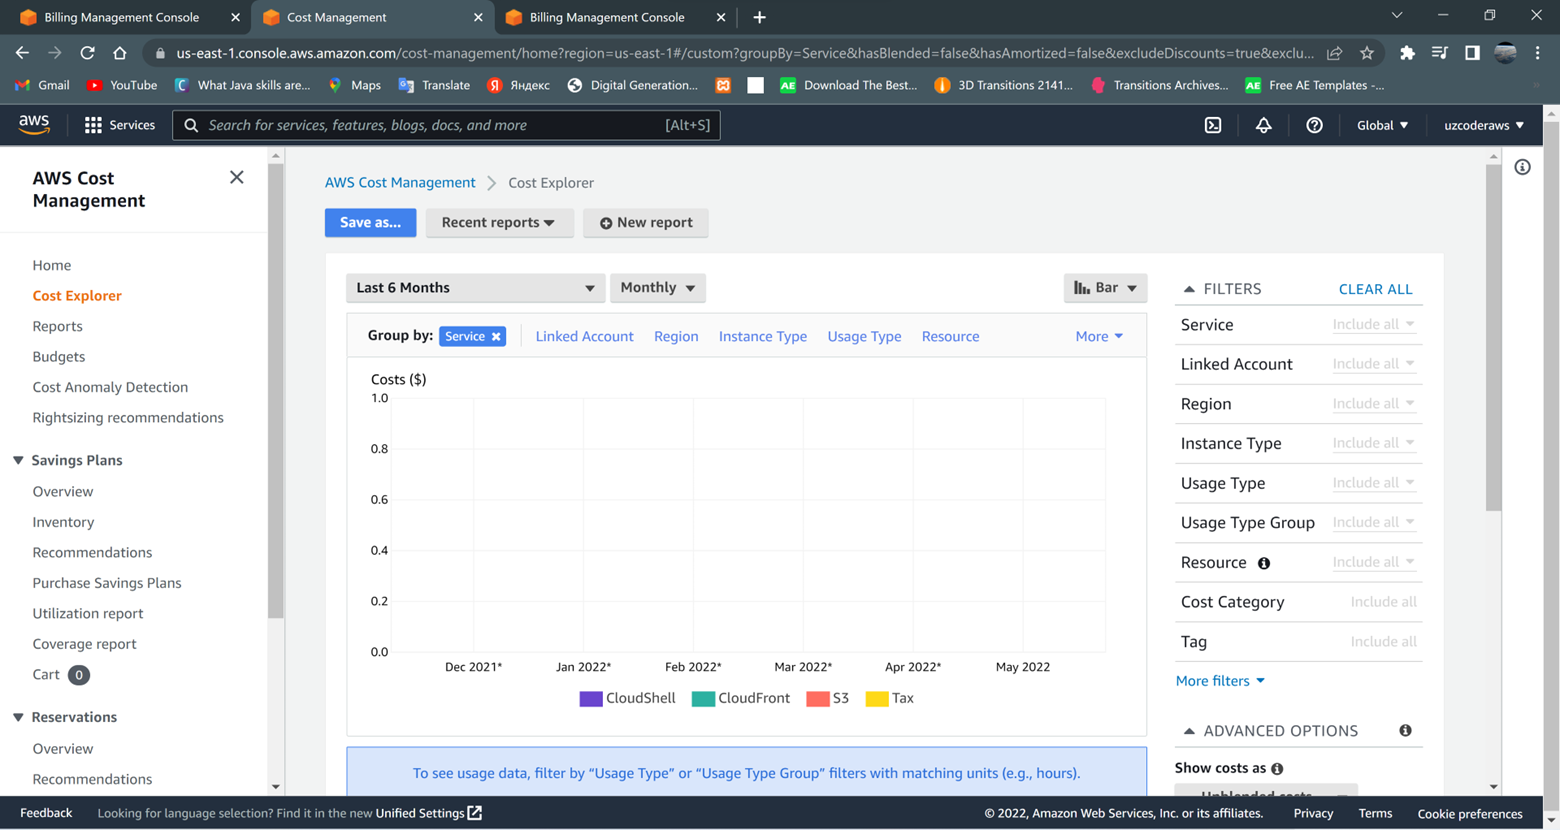 Billing Management Console
Cost Management
Billing Management Console
us-east-1.console.aws.amazon.com/cost-management/home?region=us-east-1#/custom?groupBy=Service&hasBlended=false&hasAmortized=false&excludeDiscounts=true&exclu...
Gmail
YouTube
What Java skills are...
Maps
Translate
Яндекс
Digital Generation...
Download The Best...
3D Transitions 2141...
Transitions Archives...
Free AE Templates -...
aws
Services
Search for services, features, blogs, docs, and more
[Alt+S]
Global
uzcoderaws
AWS Cost
Management
Home
Cost Explorer
Reports
Budgets
Cost Anomaly Detection
Rightsizing recommendations
Savings Plans
Overview
Inventory
Recommendations
Purchase Savings Plans
Utilization report
Coverage report
Cart 0
Reservations
Overview
Recommendations
AWS Cost Management > Cost Explorer
Save as...
Recent reports
New report
Last 6 Months
Monthly
Bar
Group by: Service
Linked Account
Region
Instance Type
Usage Type
Resource
More
Costs ($)
1.0
0.8
0.6
0.4
0.2
0.0
Dec 2021*
Jan 2022*
Feb 2022*
Mar 2022*
Apr 2022*
May 2022
CloudShell
CloudFront
S3
Tax
To see usage data, filter by “Usage Type” or “Usage Type Group” filters with matching units (e.g., hours).
FILTERS
CLEAR ALL
Service Include all
Linked Account Include all
Region Include all
Instance Type Include all
Usage Type Include all
Usage Type Group Include all
Resource Include all
Cost Category Include all
Tag Include all
More filters
ADVANCED OPTIONS
Show costs as
Unblended costs
Feedback
Looking for language selection? Find it in the new Unified Settings
© 2022, Amazon Web Services, Inc. or its affiliates.
Privacy
Terms
Cookie preferences